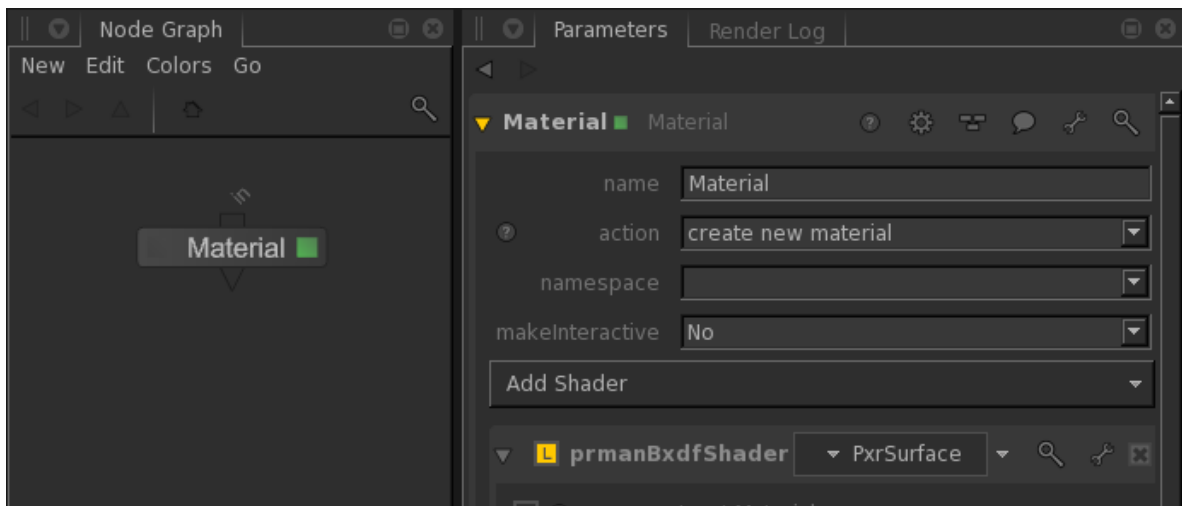 Node Graph
New Edit Colors Go
in
Material
Parameters Render Log
Material Material
name Material
action create new material
namespace
makeInteractive No
Add Shader
L prmanBxdfShader PxrSurface